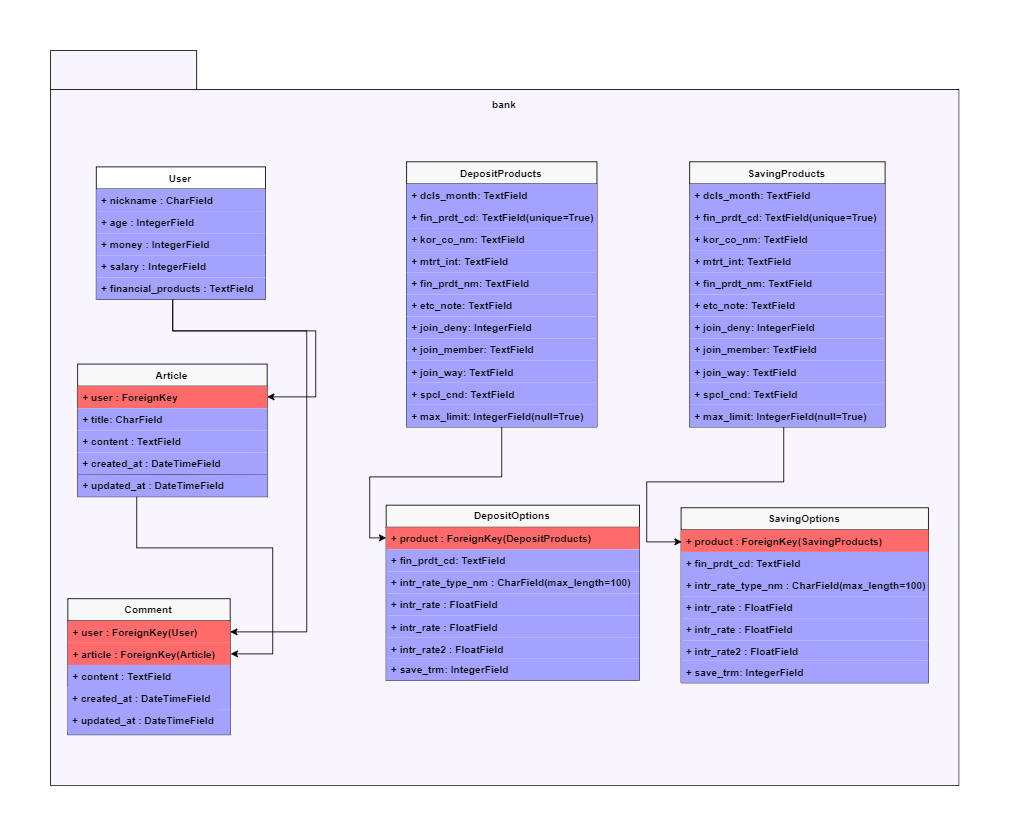 bank
User
+ nickname : CharField
+ age : IntegerField
+ money : IntegerField
+ salary : IntegerField
+ financial_products : TextField
Article
+ user : ForeignKey
+ title: CharField
+ content : TextField
+ created_at : DateTimeField
+ updated_at : DateTimeField
Comment
+ user : ForeignKey(User)
+ article : ForeignKey(Article)
+ content : TextField
+ created_at : DateTimeField
+ updated_at : DateTimeField
DepositProducts
+ dcls_month: TextField
+ fin_prdt_cd: TextField(unique=True)
+ kor_co_nm: TextField
+ mtrt_int: TextField
+ fin_prdt_nm: TextField
+ etc_note: TextField
+ join_deny: IntegerField
+ join_member: TextField
+ join_way: TextField
+ spcl_cnd: TextField
+ max_limit: IntegerField(null=True)
DepositOptions
+ product : ForeignKey(DepositProducts)
+ fin_prdt_cd: TextField
+ intr_rate_type_nm : CharField(max_length=100)
+ intr_rate : FloatField
+ intr_rate : FloatField
+ intr_rate2 : FloatField
+ save_trm: IntegerField
SavingProducts
+ dcls_month: TextField
+ fin_prdt_cd: TextField(unique=True)
+ kor_co_nm: TextField
+ mtrt_int: TextField
+ fin_prdt_nm: TextField
+ etc_note: TextField
+ join_deny: IntegerField
+ join_member: TextField
+ join_way: TextField
+ spcl_cnd: TextField
+ max_limit: IntegerField(null=True)
SavingOptions
+ product : ForeignKey(SavingProducts)
+ fin_prdt_cd: TextField
+ intr_rate_type_nm : CharField(max_length=100)
+ intr_rate : FloatField
+ intr_rate : FloatField
+ intr_rate2 : FloatField
+ save_trm: IntegerField